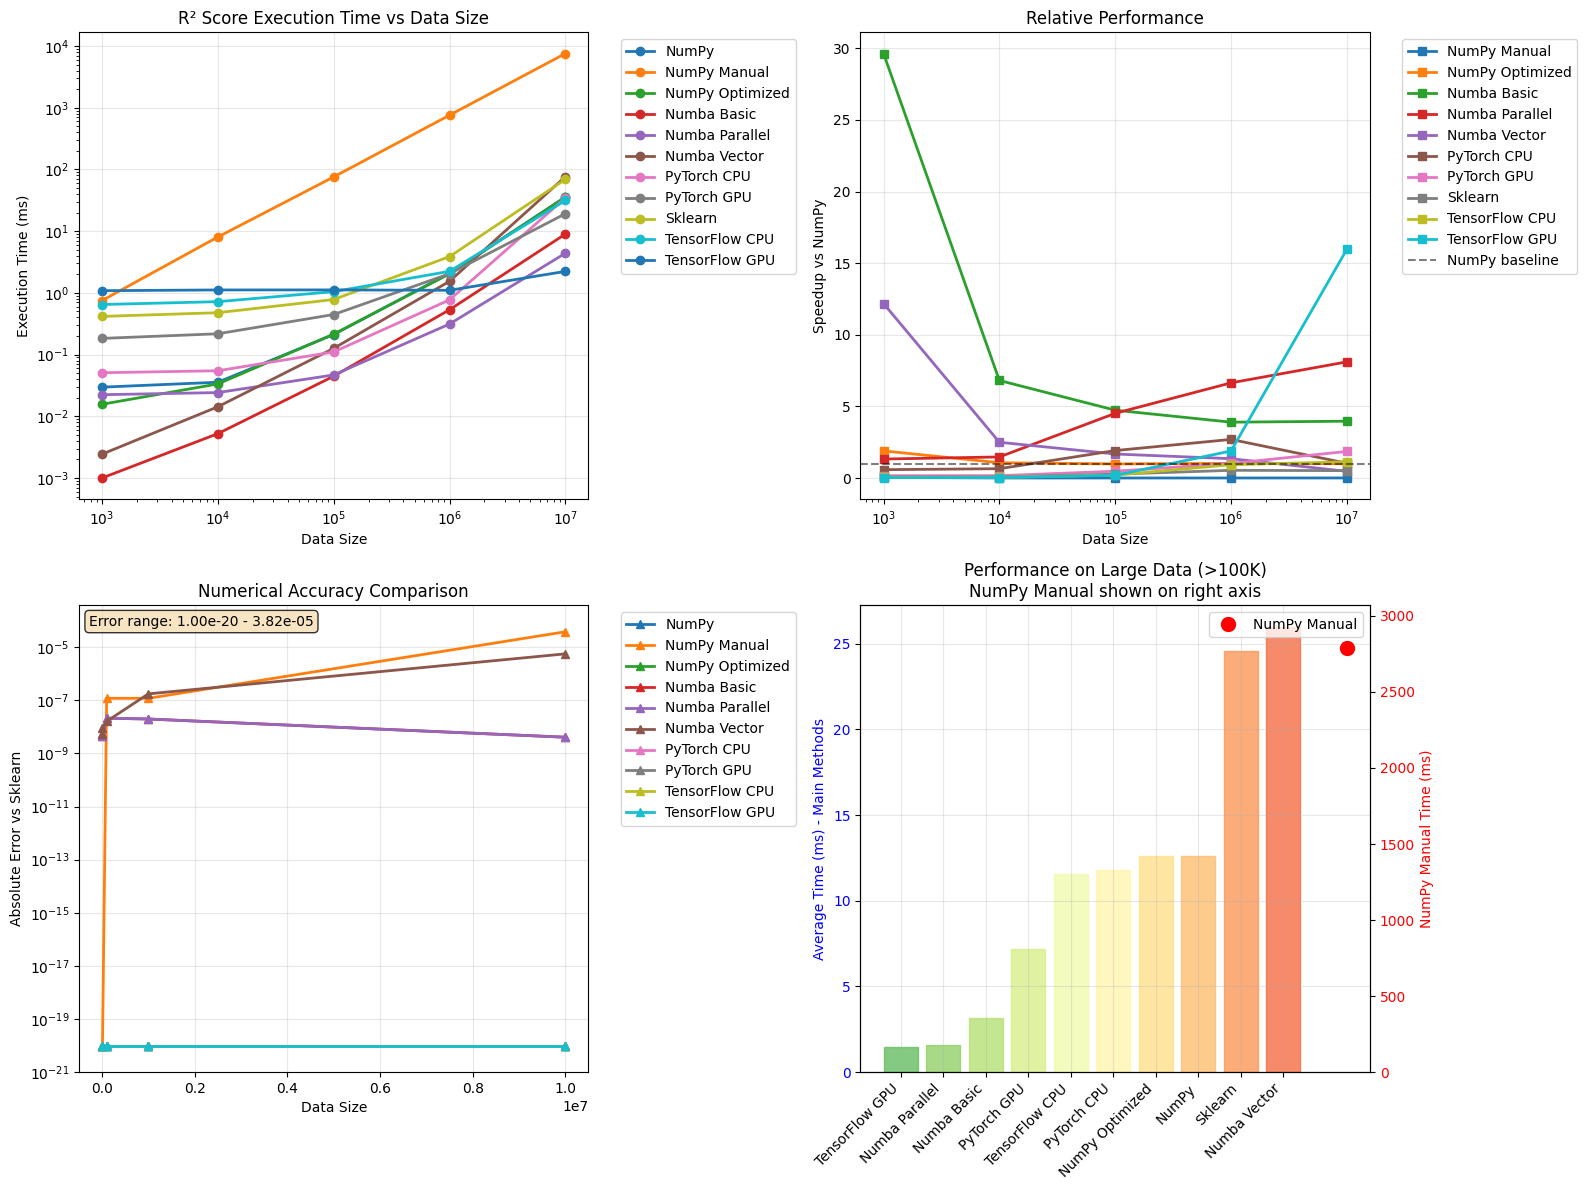 R² Score Execution Time vs Data Size
Execution Time (ms)
10⁴
10³
10²
10¹
10⁰
10⁻¹
10⁻²
10⁻³
10³ 10⁴ 10⁵ 10⁶ 10⁷
Data Size
NumPy
NumPy Manual
NumPy Optimized
Numba Basic
Numba Parallel
Numba Vector
PyTorch CPU
PyTorch GPU
Sklearn
TensorFlow CPU
TensorFlow GPU
Relative Performance
Speedup vs NumPy
30
25
20
15
10
5
0
10³ 10⁴ 10⁵ 10⁶ 10⁷
Data Size
NumPy Manual
NumPy Optimized
Numba Basic
Numba Parallel
Numba Vector
PyTorch CPU
PyTorch GPU
Sklearn
TensorFlow CPU
TensorFlow GPU
NumPy baseline
Numerical Accuracy Comparison
Error range: 1.00e-20 - 3.82e-05
Absolute Error vs Sklearn
10⁻⁵
10⁻⁷
10⁻⁹
10⁻¹¹
10⁻¹³
10⁻¹⁵
10⁻¹⁷
10⁻¹⁹
10⁻²¹
0.0 0.2 0.4 0.6 0.8 1.0
1e7
Data Size
NumPy
NumPy Manual
NumPy Optimized
Numba Basic
Numba Parallel
Numba Vector
PyTorch CPU
PyTorch GPU
TensorFlow CPU
TensorFlow GPU
Performance on Large Data (>100K)
NumPy Manual shown on right axis
NumPy Manual
Average Time (ms) - Main Methods
25
20
15
10
5
0
3000
2500
2000
1500
1000
500
0
NumPy Manual Time (ms)
TensorFlow GPU
Numba Parallel
Numba Basic
PyTorch GPU
TensorFlow CPU
PyTorch CPU
NumPy Optimized
NumPy
Sklearn
Numba Vector